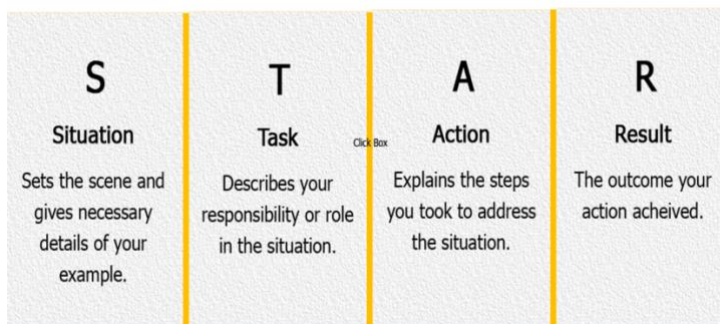 S
Situation
Sets the scene and
gives necessary
details of your
example.
T
Task
Describes your
responsibility or role
in the situation.
Click Box
A
Action
Explains the steps
you took to address
the situation.
R
Result
The outcome your
action acheived.